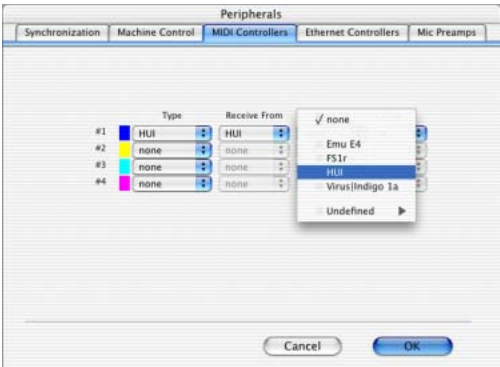 Peripherals
Synchronization Machine Control MIDI Controllers Ethernet Controllers Mic Preamps
Type Receive From
#1 HUI HUI
#2 none none
#3 none none
#4 none none
√ none
Emu E4
FS1r
HUI
Virus|Indigo 1a
Undefined
Cancel OK